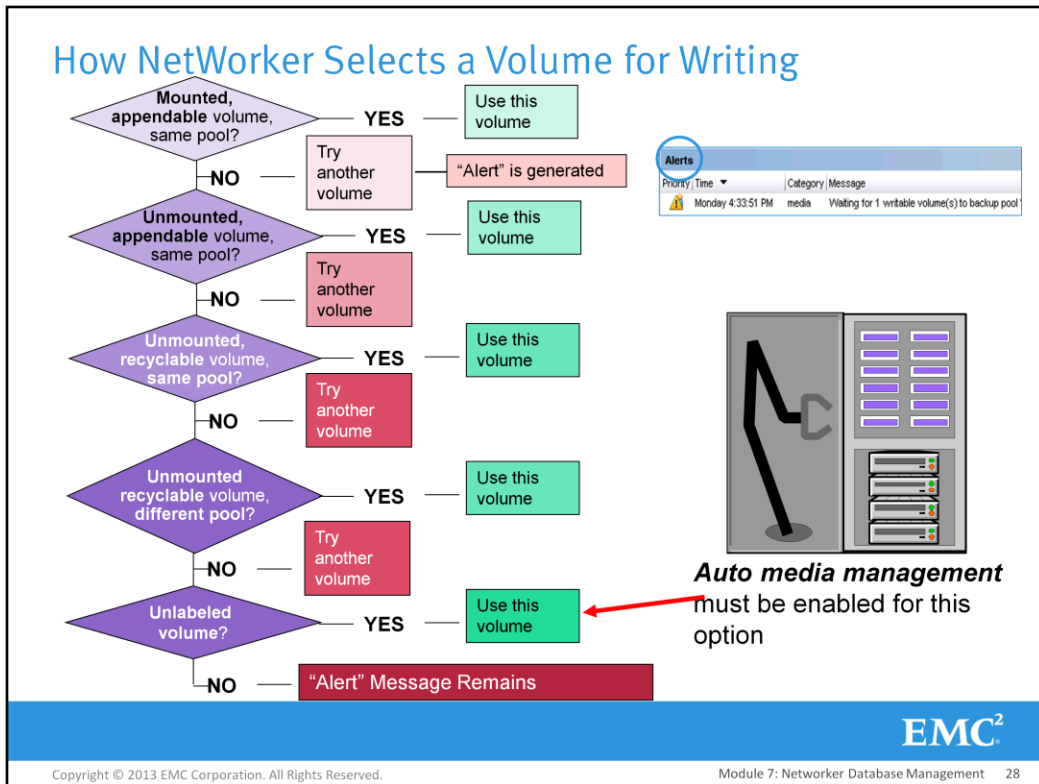 How NetWorker Selects a Volume for Writing
Mounted,
appendable volume,
same pool?
YES
Use this
volume
NO
Try
another
volume
"Alert" is generated
Alerts
Priority Time Category Message
Monday 4:33:51 PM media Waiting for 1 writable volume(s) to backup pool '
Unmounted,
appendable volume,
same pool?
YES
Use this
volume
NO
Try
another
volume
Unmounted,
recyclable volume,
same pool?
YES
Use this
volume
NO
Try
another
volume
Unmounted
recyclable volume,
different pool?
YES
Use this
volume
NO
Try
another
volume
Auto media management
must be enabled for this
option
Unlabeled
volume?
YES
Use this
volume
NO
"Alert" Message Remains
EMC²
Copyright © 2013 EMC Corporation. All Rights Reserved.
Module 7: Networker Database Management 28